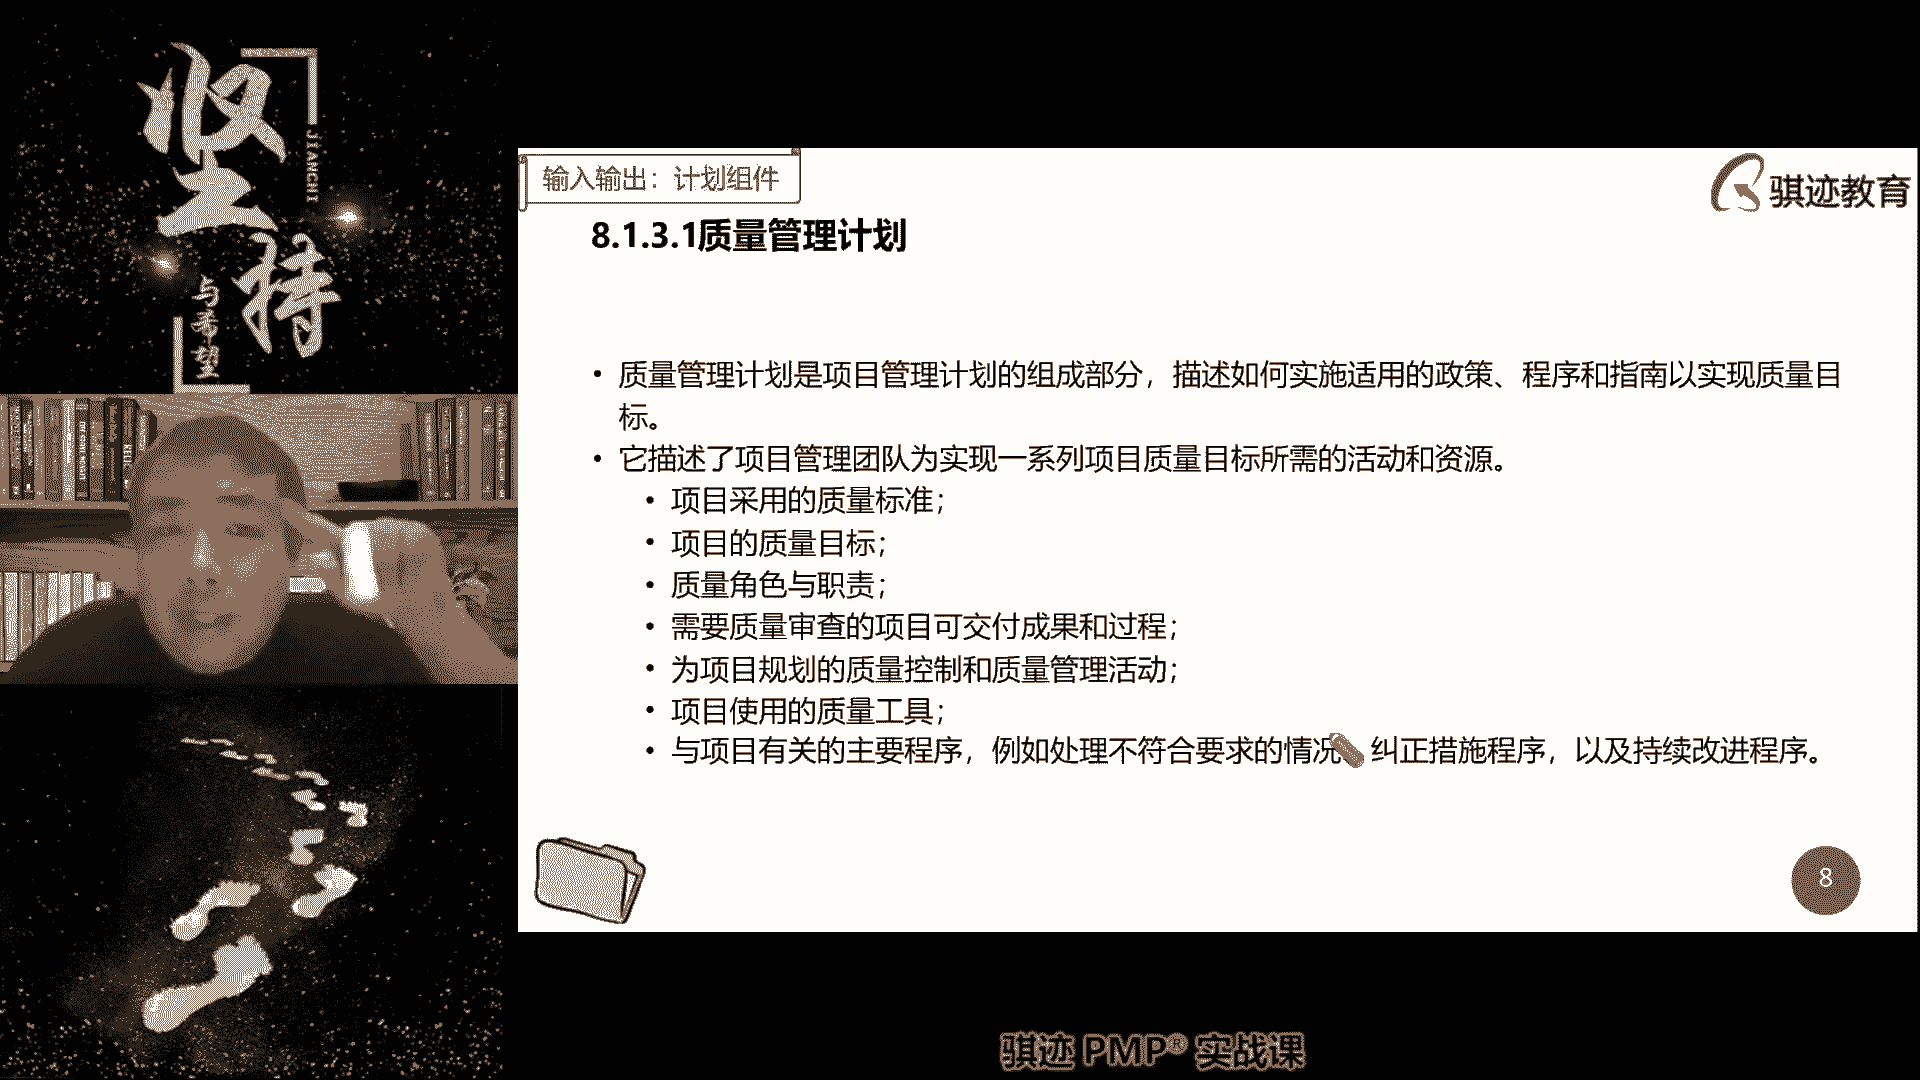 坚持
JIANCHI
与希望
输入输出：计划组件
骐迹教育
8.1.3.1质量管理计划
• 质量管理计划是项目管理计划的组成部分，描述如何实施适用的政策、程序和指南以实现质量目
标。
• 它描述了项目管理团队为实现一系列项目质量目标所需的活动和资源。
• 项目采用的质量标准；
• 项目的质量目标；
• 质量角色与职责；
• 需要质量审查的项目可交付成果和过程；
• 为项目规划的质量控制和质量管理活动；
• 项目使用的质量工具；
• 与项目有关的主要程序，例如处理不符合要求的情况 纠正措施程序，以及持续改进程序。
8
骐迹 PMP® 实战课